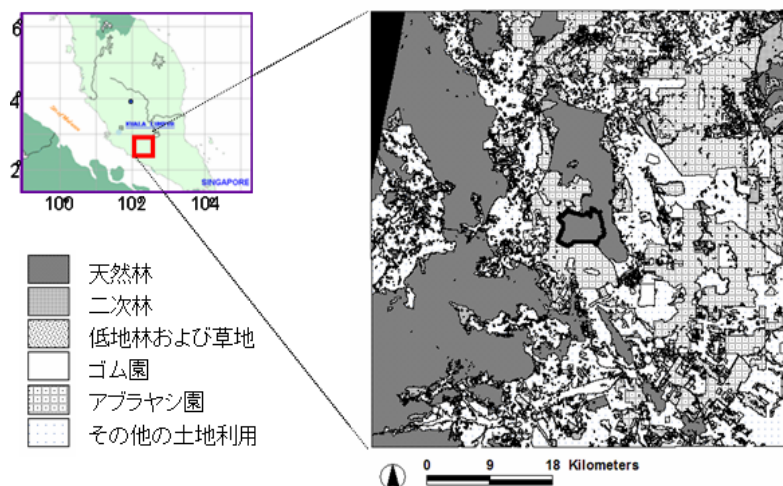 6
4
2
100
102
104
KUALA LUMPUR
SINGAPORE
天然林
二次林
低地林および草地
ゴム園
アブラヤシ園
その他の土地利用
0 9 18 Kilometers